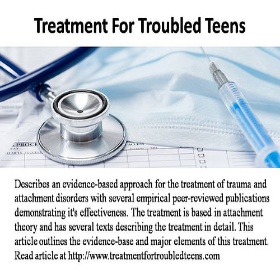 Treatment For Troubled Teens
Describes an evidence-based approach for the treatment of trauma and
attachment disorders with several empirical peer-reviewed publications
demonstrating it's effectiveness. The treatment is based in attachment
theory and has several texts describing the treatment in detail. This
article outlines the evidence-base and major elements of this treatment.
Read article at http://www.treatmentfortroubledteens.com